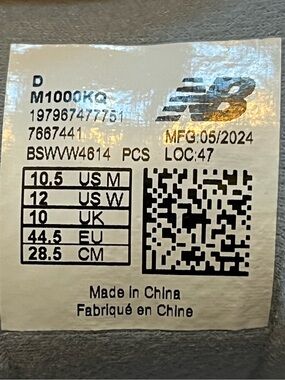 D
M1000KQ
197967477751
7667441
NB
MFG:05/2024
BSWVW4614 PCS LOC:47
10.5 US M
12 US W
10 UK
44.5 EU
28.5 CM
Made in China
Fabriqué en Chine